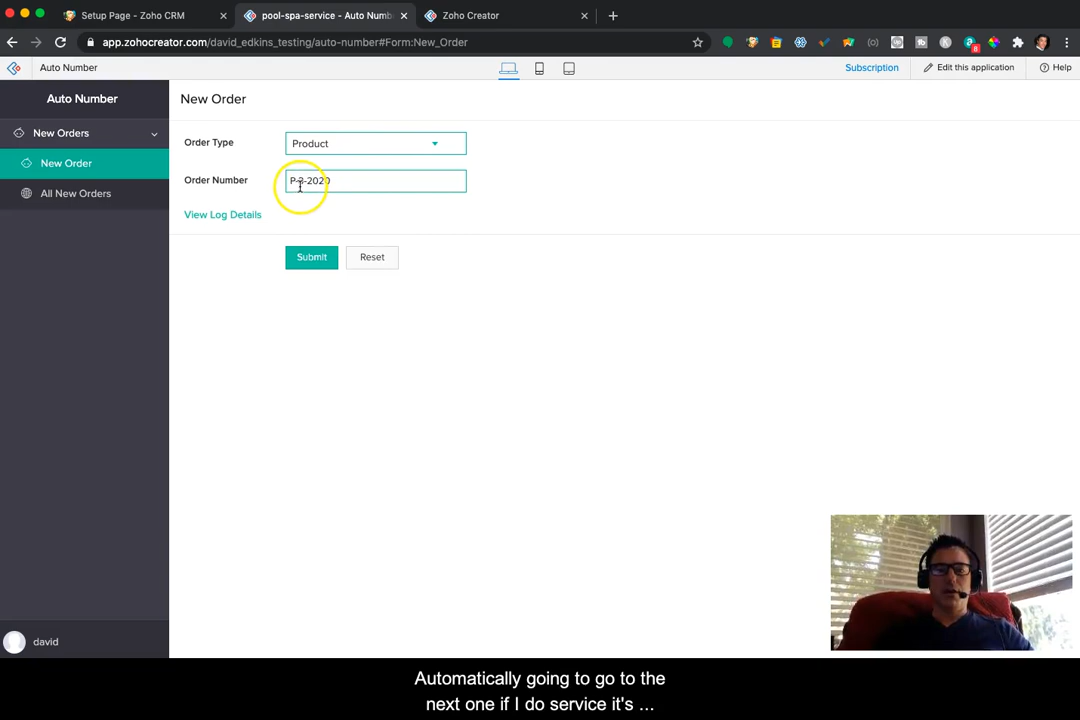 Setup Page - Zoho CRM
pool-spa-service - Auto Numb
Zoho Creator
app.zohocreator.com/david_edkins_testing/auto-number#Form:New_Order
8
Auto Number
Subscription
Edit this application
Help
Auto Number
New Order
New Orders
Order Type
Product
New Order
Order Number
P-2-2020
All New Orders
View Log Details
Submit
Reset
david
Automatically going to go to the
next one if I do service it's ...